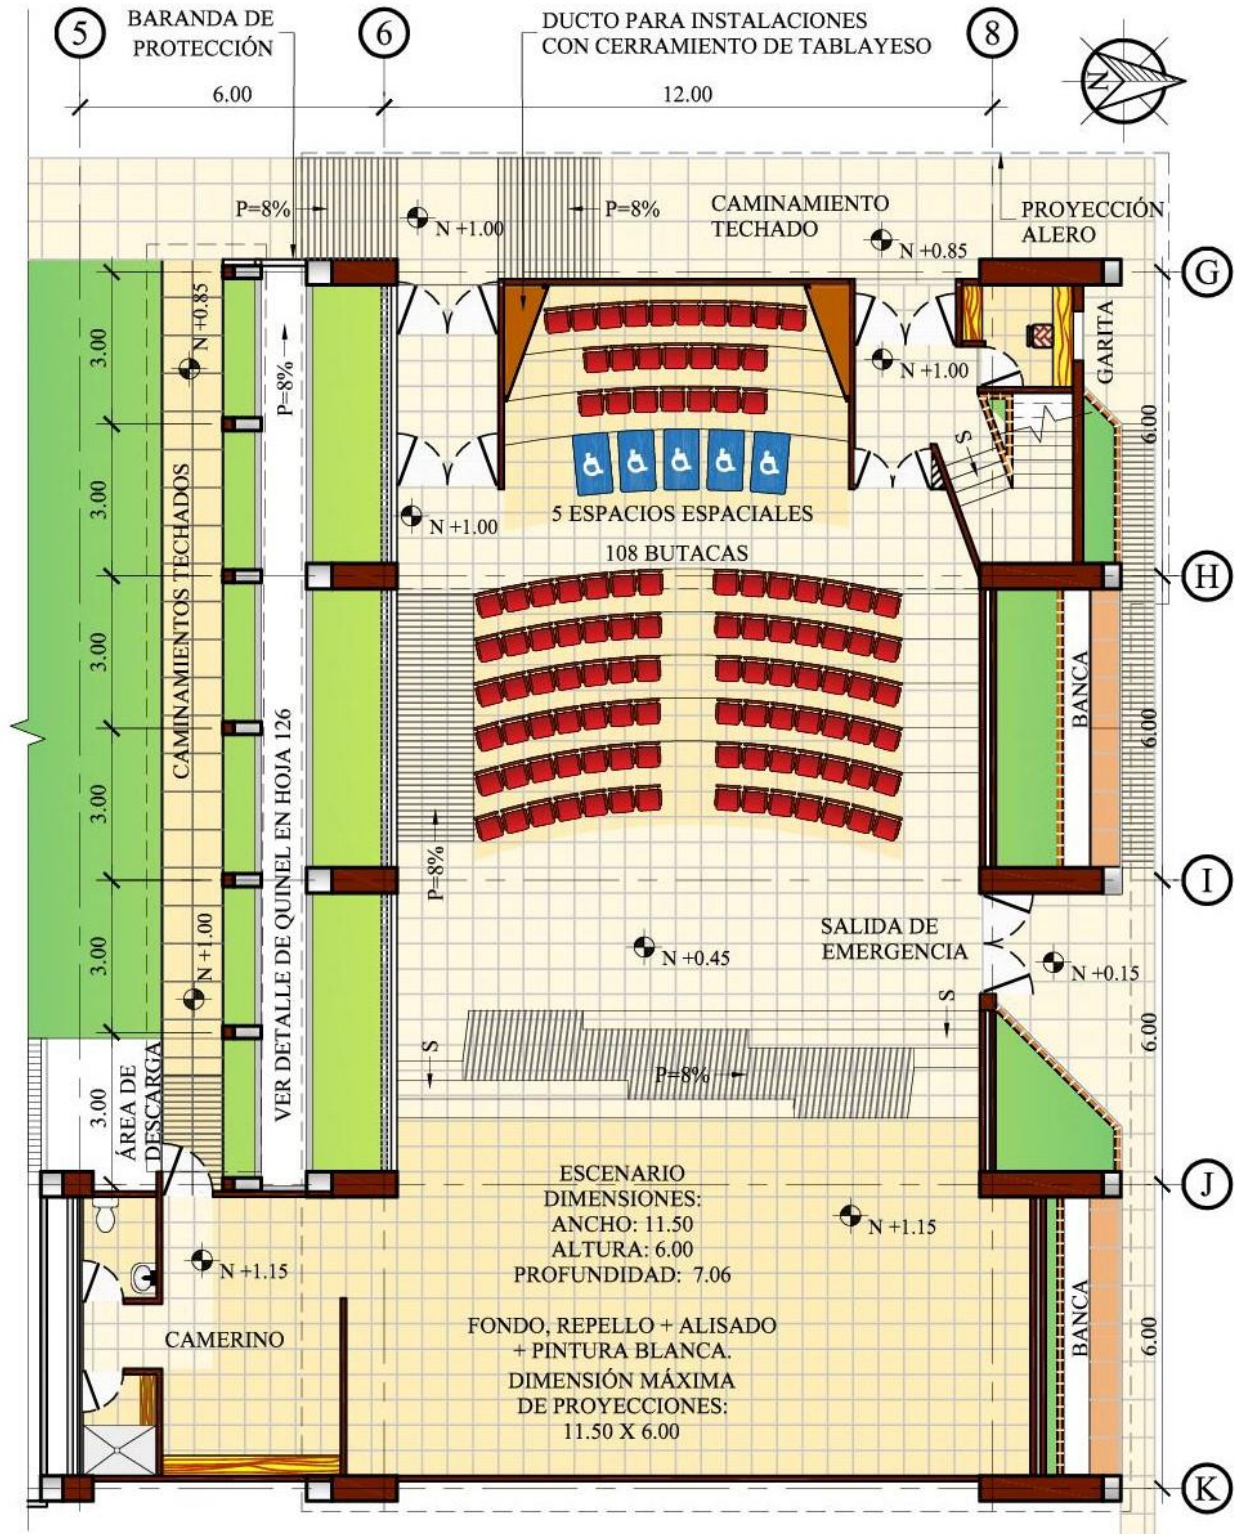 5
BARANDA DE
PROTECCIÓN
6
DUCTO PARA INSTALACIONES
CON CERRAMIENTO DE TABLAYESO
8
N
6.00
12.00
P=8%
N +1.00
P=8%
CAMINAMIENTO
TECHADO
N +0.85
PROYECCIÓN
ALERO
G
N +0.85
P=8%
3.00
N +1.00
GARITA
6.00
S
3.00
N +1.00
5 ESPACIOS ESPACIALES
108 BUTACAS
H
CAMINAMIENTOS TECHADOS
3.00
BANCA
6.00
VER DETALLE DE QUINEL EN HOJA 126
3.00
P=8%
I
N +1.00
3.00
N +0.45
SALIDA DE
EMERGENCIA
N +0.15
S
S
P=8%
6.00
3.00
ÁREA DE
DESCARGA
J
ESCENARIO
DIMENSIONES:
ANCHO: 11.50
ALTURA: 6.00
PROFUNDIDAD: 7.06
N +1.15
N +1.15
CAMERINO
FONDO, REPELLO + ALISADO
+ PINTURA BLANCA.
DIMENSIÓN MÁXIMA
DE PROYECCIONES:
11.50 X 6.00
BANCA
6.00
K